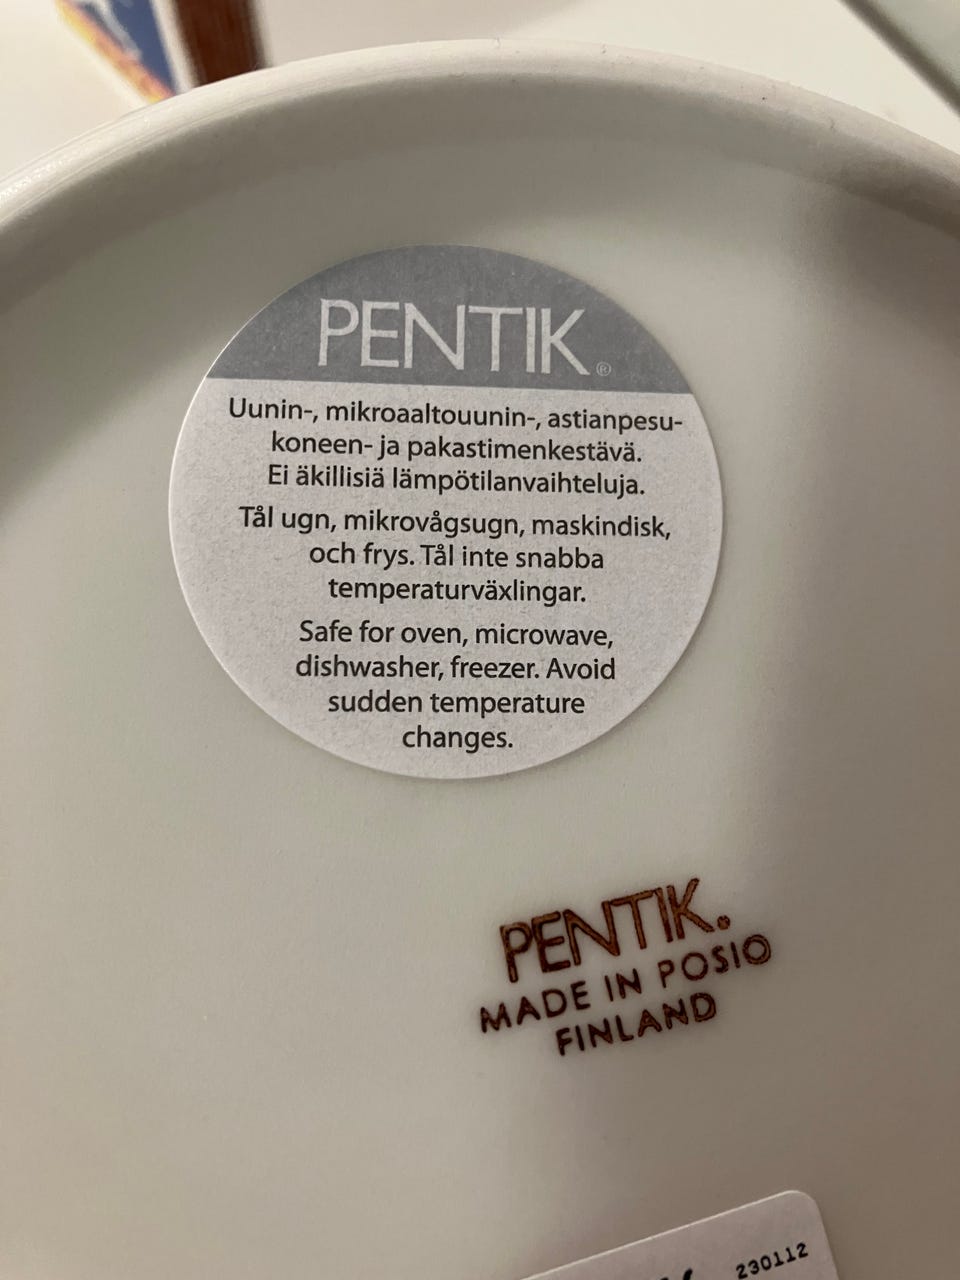 PENTIK®
Uunin-, mikroaaltouunin-, astianpesu-
koneen- ja pakastimenkestävä.
Ei äkillisiä lämpötilanvaihteluja.
Tål ugn, mikrovågsugn, maskindisk,
och frys. Tål inte snabba
temperaturväxlingar.
Safe for oven, microwave,
dishwasher, freezer. Avoid
sudden temperature
changes.
PENTIK®
MADE IN POSIO
FINLAND
230112